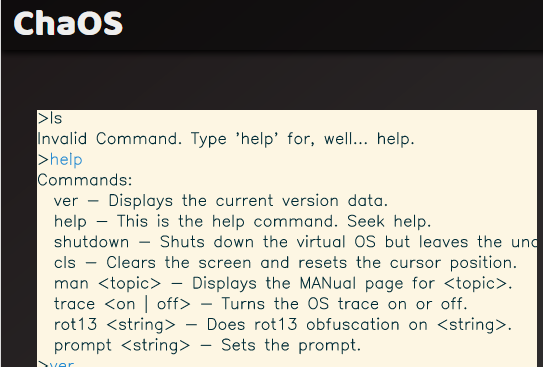 ChaOS
>ls
Invalid Command. Type 'help' for, well... help.
>help
Commands:
ver – Displays the current version data.
help – This is the help command. Seek help.
shutdown – Shuts down the virtual OS but leaves the
cls – Clears the screen and resets the cursor position.
man <topic> – Displays the MANual page for <topic>.
trace <on | off> – Turns the OS trace on or off.
rot13 <string> – Does rot13 obfuscation on <string>.
prompt <string> – Sets the prompt.
>ver